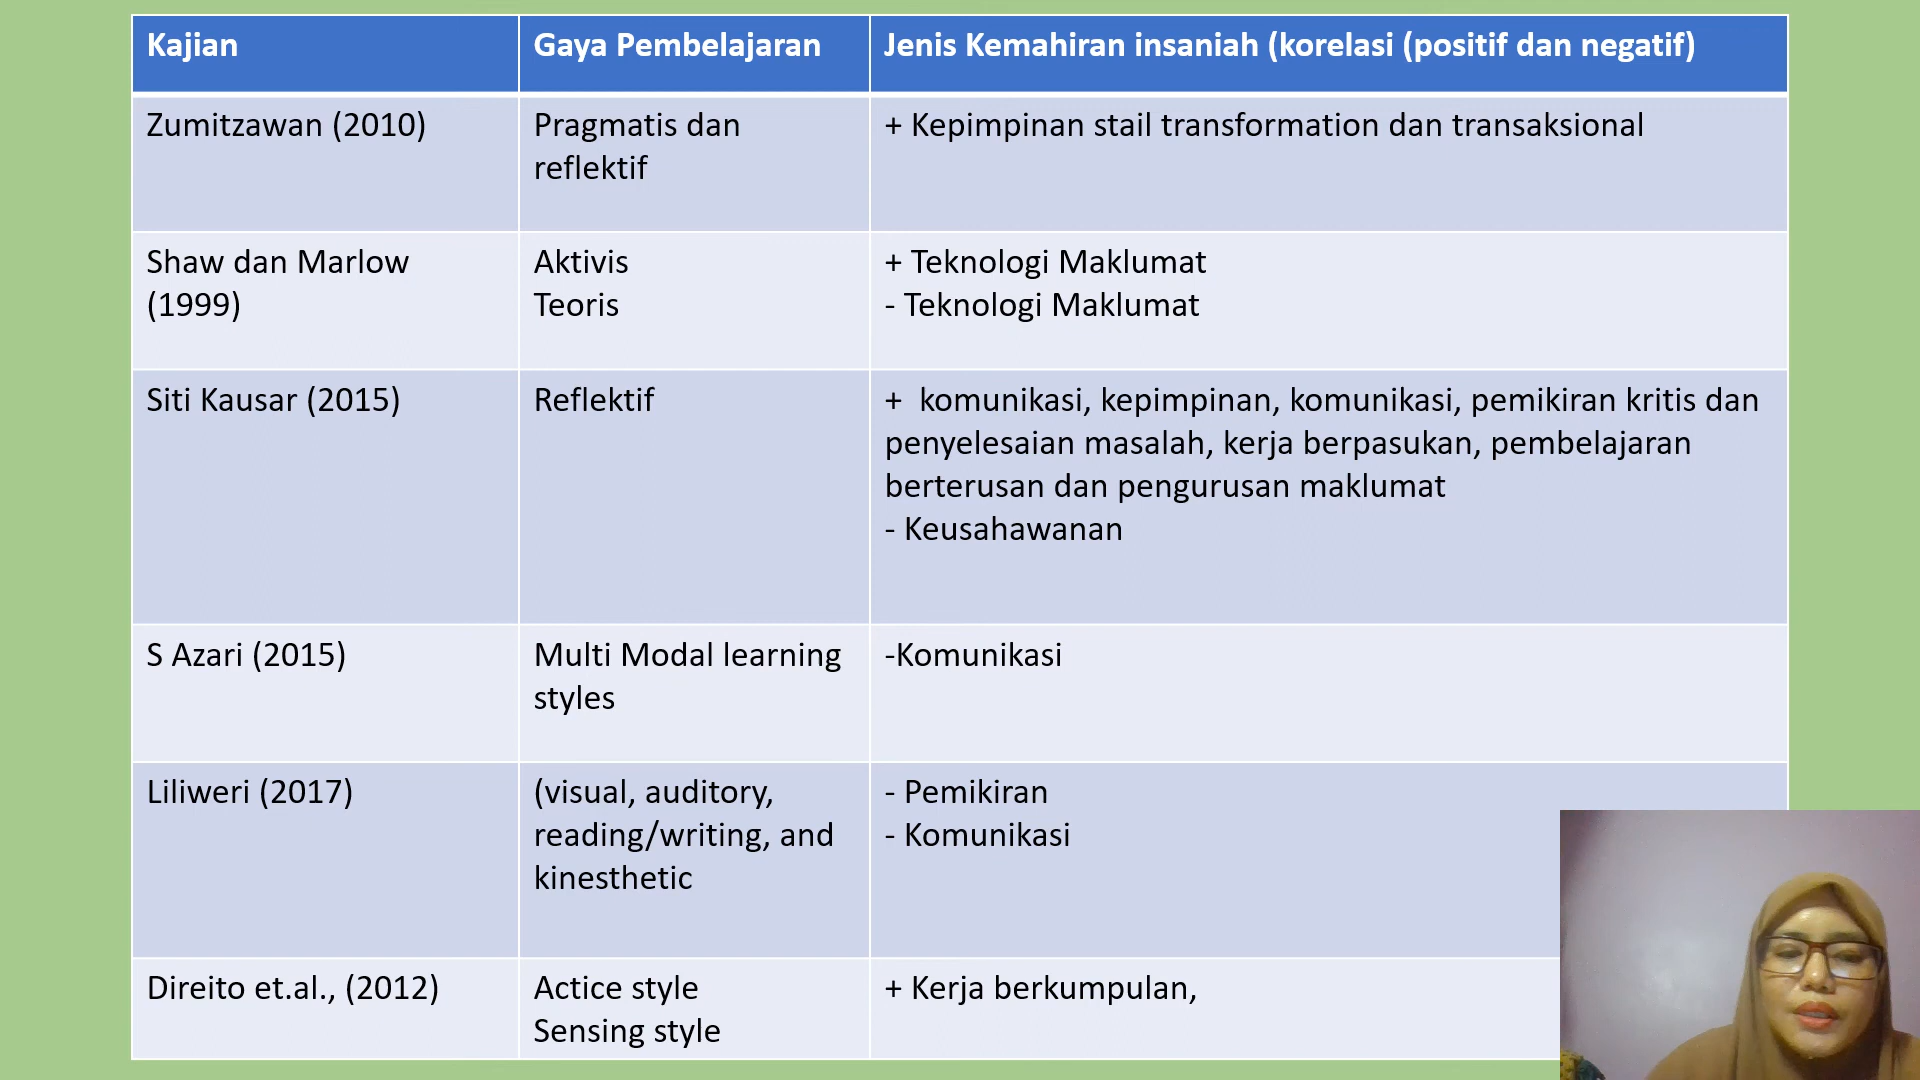 Kajian
Gaya Pembelajaran
Jenis Kemahiran insaniah (korelasi (positif dan negatif)
Zumitzawan (2010)
Pragmatis dan
reflektif
+ Kepimpinan stail transformation dan transaksional
Shaw dan Marlow
(1999)
Aktivis
Teoris
+ Teknologi Maklumat
- Teknologi Maklumat
Siti Kausar (2015)
Reflektif
+ komunikasi, kepimpinan, komunikasi, pemikiran kritis dan
penyelesaian masalah, kerja berpasukan, pembelajaran
berterusan dan pengurusan maklumat
- Keusahawanan
S Azari (2015)
Multi Modal learning
styles
-Komunikasi
Liliweri (2017)
(visual, auditory,
reading/writing, and
kinesthetic
- Pemikiran
- Komunikasi
Direito et.al., (2012)
Actice style
Sensing style
+ Kerja berkumpulan,